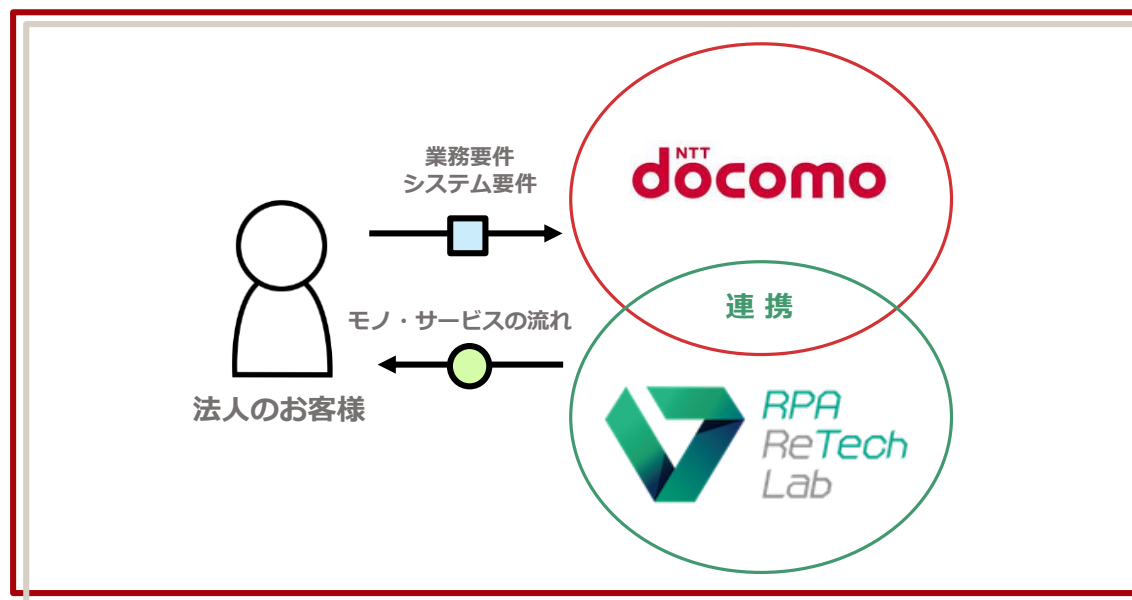 業務要件
システム要件
モノ・サービスの流れ
法人のお客様
NTT
docomo
連携
RPA
ReTech
Lab